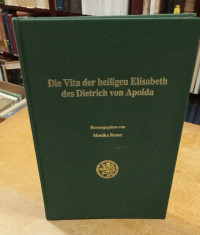 Die Vita der heiligen Elisabeth
des Dietrich von Apolda
Herausgegeben von
Monika Rener